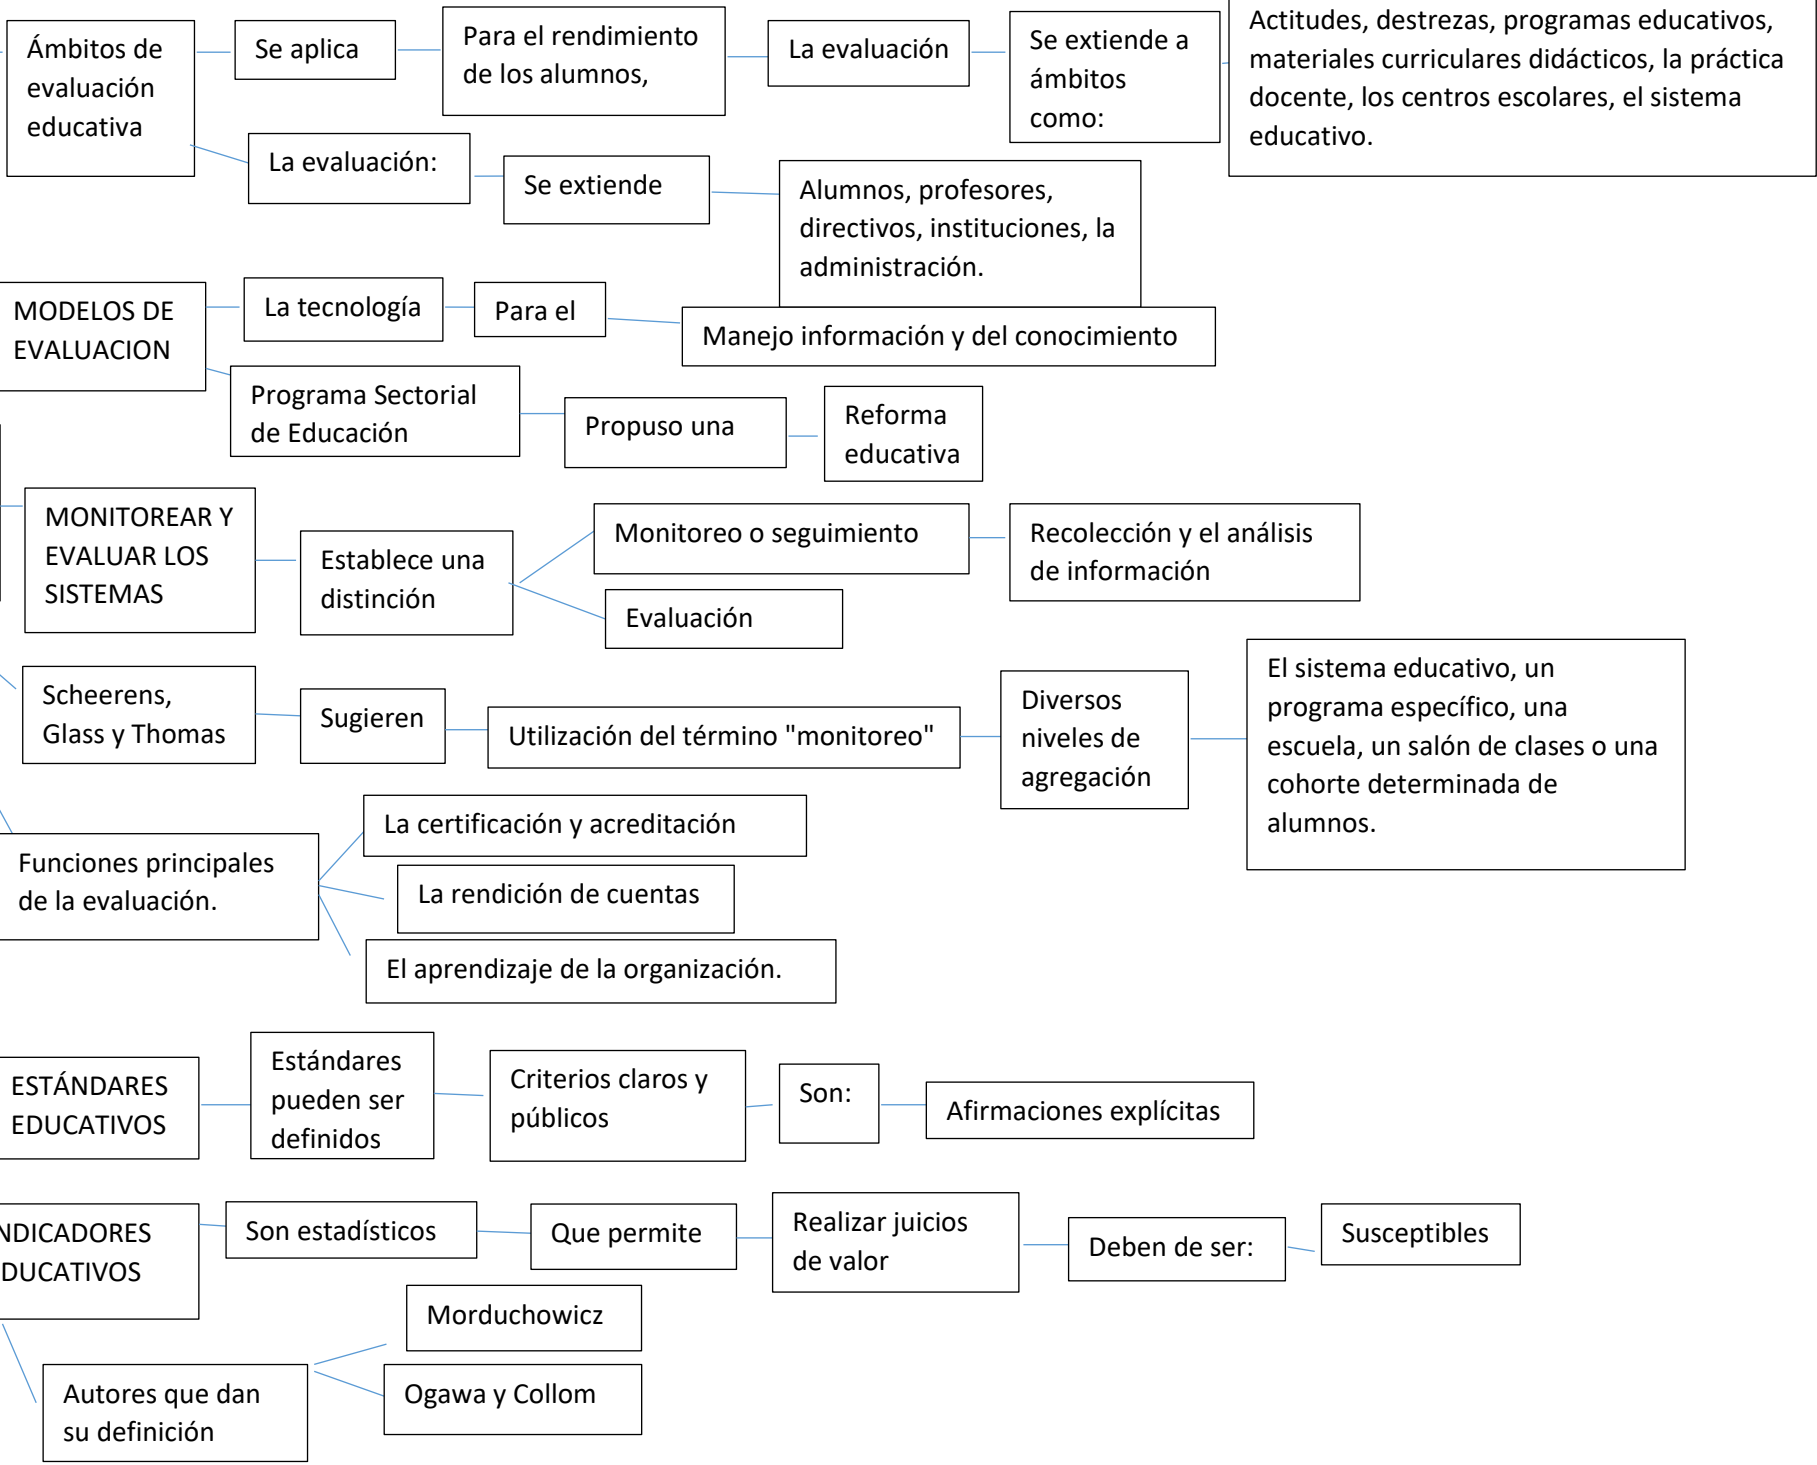 Ámbitos de
evaluación
educativa
Se aplica
Para el rendimiento
de los alumnos,
La evaluación
Se extiende a
ámbitos
como:
Actitudes, destrezas, programas educativos,
materiales curriculares didácticos, la práctica
docente, los centros escolares, el sistema
educativo.
La evaluación:
Se extiende
Alumnos, profesores,
directivos, instituciones, la
administración.
MODELOS DE
EVALUACION
La tecnología
Para el
Manejo información y del conocimiento
Programa Sectorial
de Educación
Propuso una
Reforma
educativa
MONITOREAR Y
EVALUAR LOS
SISTEMAS
Establece una
distinción
Monitoreo o seguimiento
Recolección y el análisis
de información
Evaluación
Scheerens,
Glass y Thomas
Sugieren
Utilización del término "monitoreo"
Diversos
niveles de
agregación
El sistema educativo, un
programa específico, una
escuela, un salón de clases o una
cohorte determinada de
alumnos.
Funciones principales
de la evaluación.
La certificación y acreditación
La rendición de cuentas
El aprendizaje de la organización.
ESTÁNDARES
EDUCATIVOS
Estándares
pueden ser
definidos
Criterios claros y
públicos
Son:
Afirmaciones explícitas
NDICADORES
DUCATIVOS
Son estadísticos
Que permite
Realizar juicios
de valor
Deben de ser:
Susceptibles
Autores que dan
su definición
Morduchowicz
Ogawa y Collom